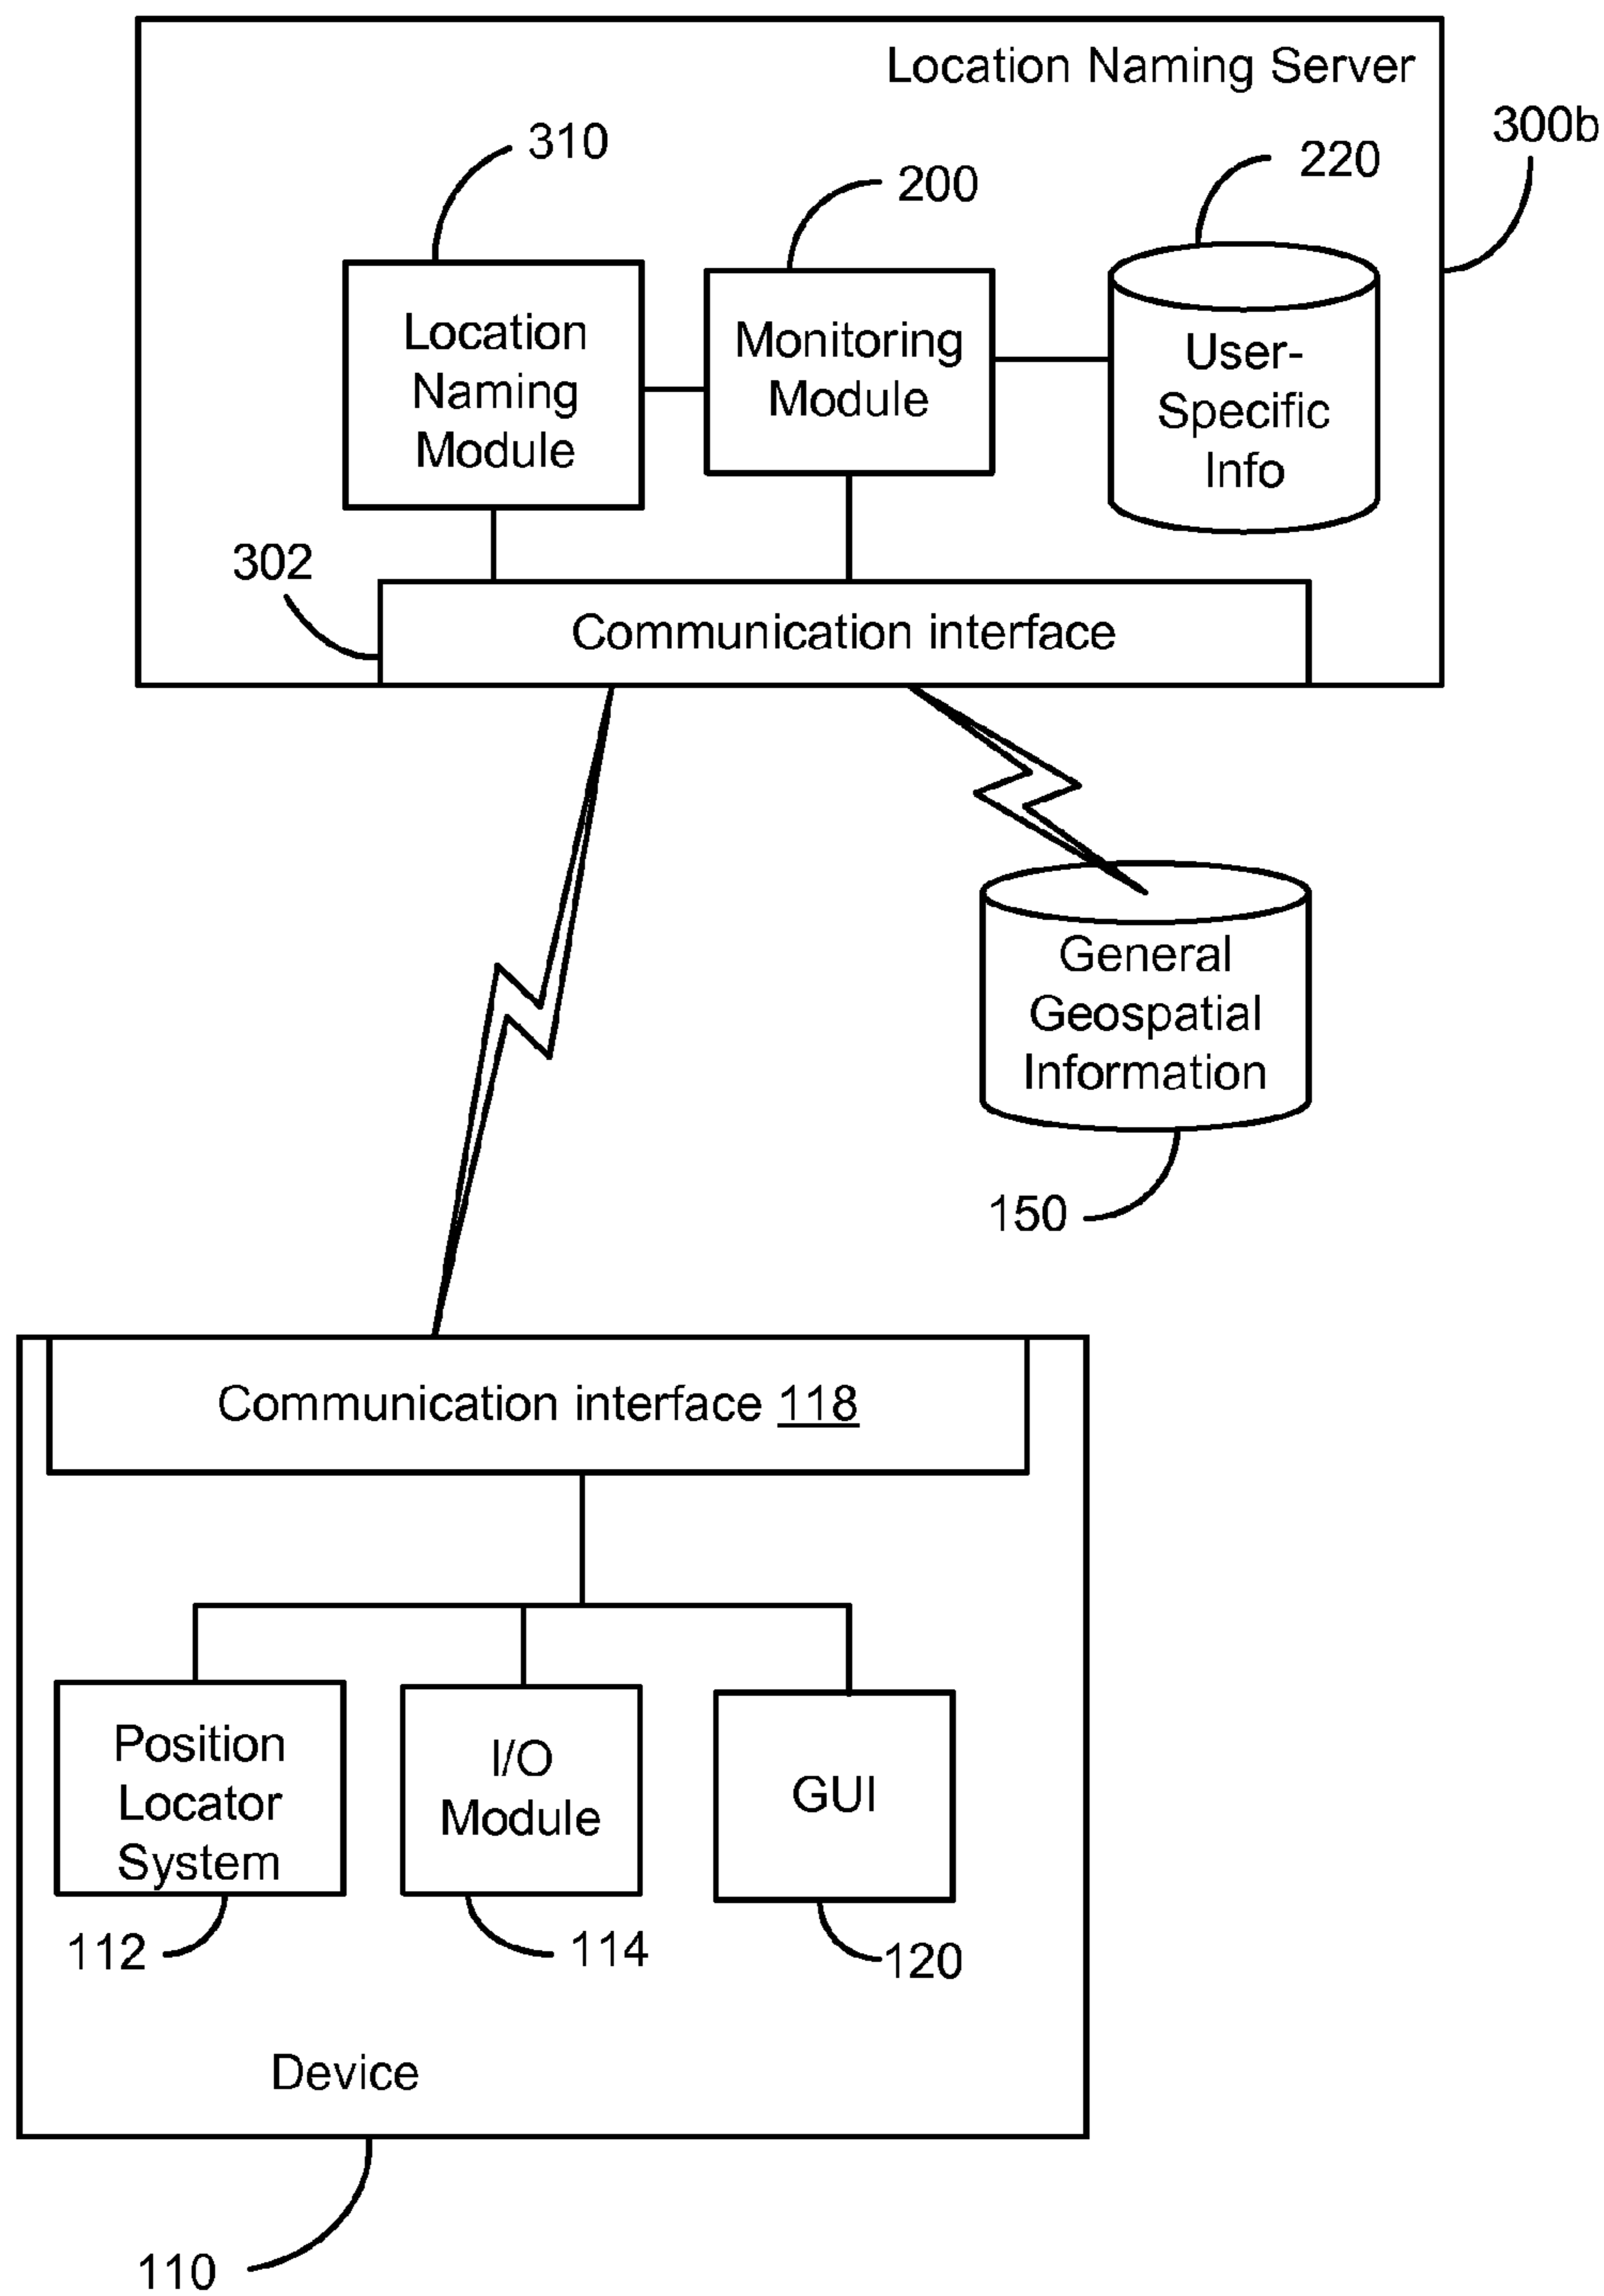 Location Naming Server
300b
310
200
220
Location
Naming
Module
Monitoring
Module
User-
Specific
Info
302
Communication interface
General
Geospatial
Information
150
Communication interface 118
Position
Locator
System
I/O
Module
GUI
112
114
120
Device
110